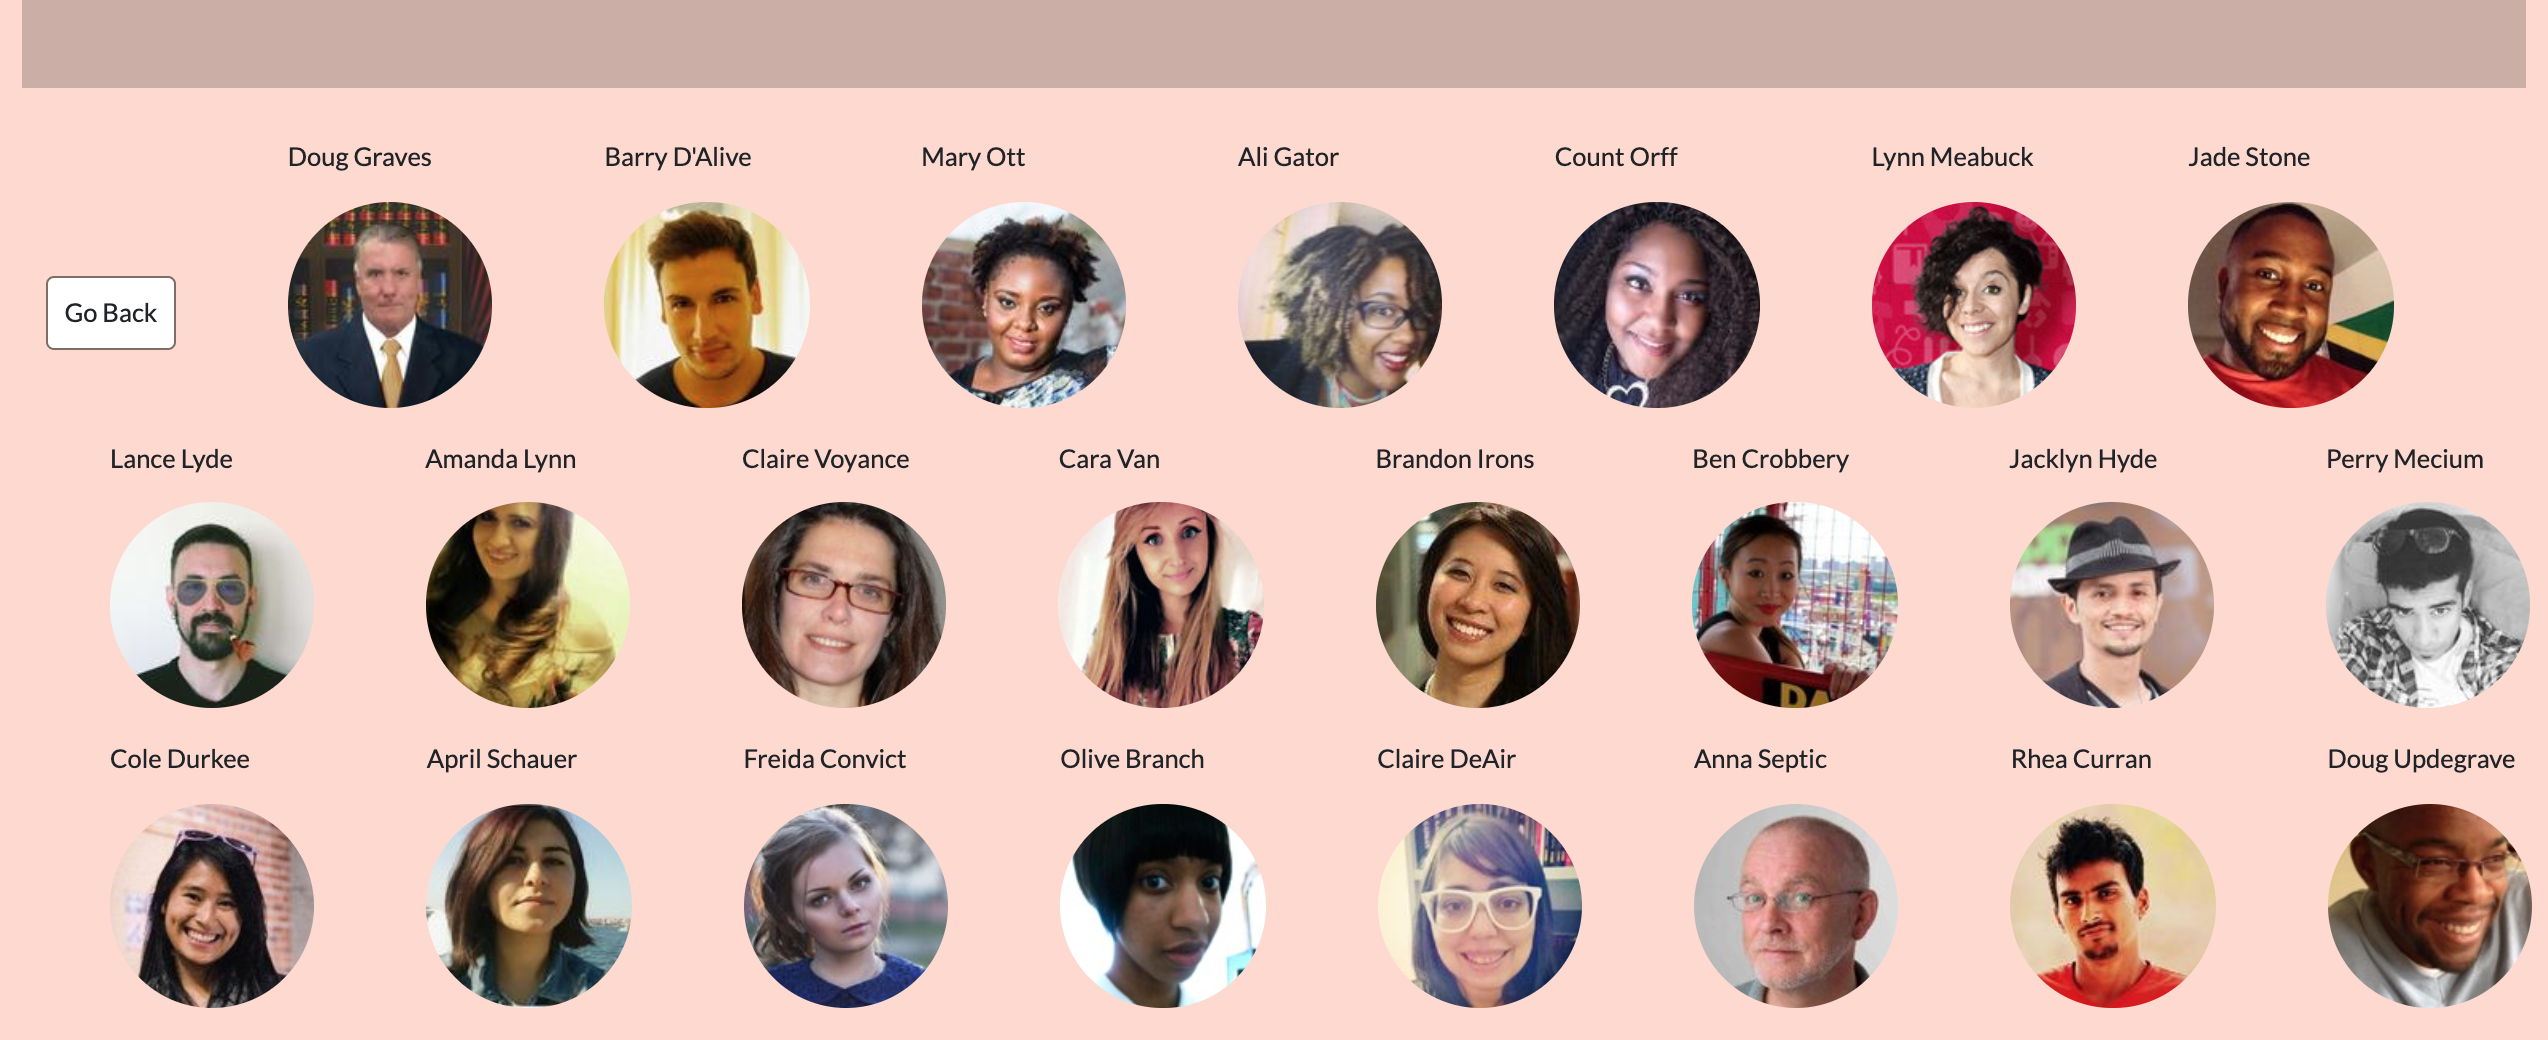 Doug Graves
Barry D'Alive
Mary Ott
Ali Gator
Count Orff
Lynn Meabuck
Jade Stone
Go Back
Lance Lyde
Amanda Lynn
Claire Voyance
Cara Van
Brandon Irons
Ben Crobbery
Jacklyn Hyde
Perry Mecium
DA
Cole Durkee
April Schauer
Freida Convict
Olive Branch
Claire DeAir
Anna Septic
Rhea Curran
Doug Updegrave